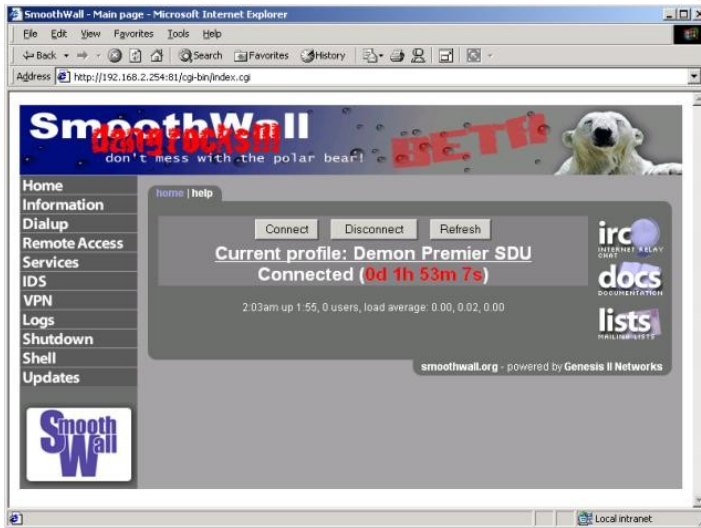 SmoothWall - Main page - Microsoft Internet Explorer
File Edit View Favorites Tools Help
Back Search Favorites History
Address http://192.168.2.254:81/cgi-bin/index.cgi
SmoothWall
dangrocks!!!
BETA
don't mess with the polar bear!
Home
Information
Dialup
Remote Access
Services
IDS
VPN
Logs
Shutdown
Shell
Updates
Smooth
Wall
home | help
Connect Disconnect Refresh
Current profile: Demon Premier SDU
Connected (0d 1h 53m 7s)
2:03am up 1:55, 0 users, load average: 0.00, 0.02, 0.00
irc
INTERNET RELAY
CHAT
docs
DOCUMENTATION
lists
MAILING LISTS
smoothwall.org - powered by Genesis II Networks
Local intranet